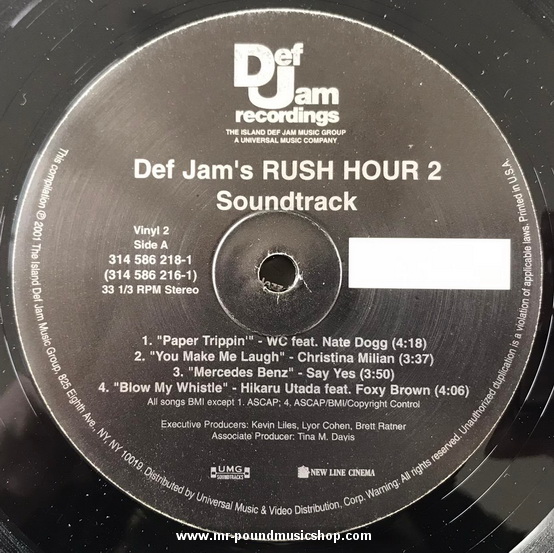 Def
Jam
recordings
THE ISLAND DEF JAM MUSIC GROUP
A UNIVERSAL MUSIC COMPANY
Def Jam's RUSH HOUR 2
Soundtrack
Vinyl 2
Side A
314 586 218-1
(314 586 216-1)
33 1/3 RPM Stereo
1. "Paper Trippin'" - WC feat. Nate Dogg (4:18)
2. "You Make Me Laugh" - Christina Milian (3:37)
3. "Mercedes Benz" - Say Yes (3:50)
4. "Blow My Whistle" - Hikaru Utada feat. Foxy Brown (4:06)
All songs BMI except 1. ASCAP; 4. ASCAP/BMI/Copyright Control
Executive Producers: Kevin Liles, Lyor Cohen, Brett Ratner
Associate Producer: Tina M. Davis
UMG
SOUNDTRACKS
NEW LINE CINEMA
This compilation ℗ 2001 The Island Def Jam Music Group, 825 Eighth Ave., NY, NY 10019. Distributed by Universal Music & Video Distribution, Corp. Warning: All rights reserved. Unauthorized duplication is a violation of applicable laws. Printed in U.S.A.
www.mr-poundmusicshop.com